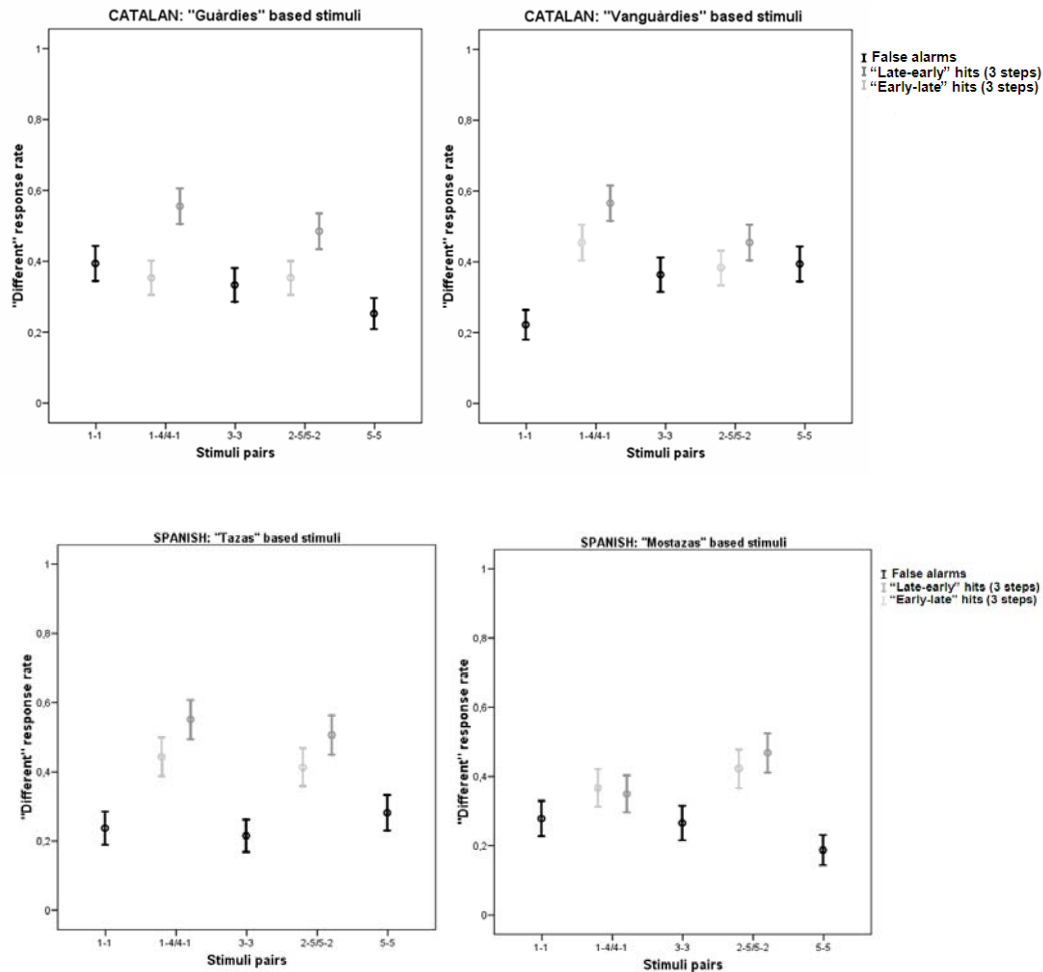 CATALAN: "Guàrdies" based stimuli
"Different" response rate
1
0,8
0,6
0,4
0,2
0
1-1 1-4/4-1 3-3 2-5/5-2 5-5
Stimuli pairs
CATALAN: "Vanguàrdies" based stimuli
"Different" response rate
1
0,8
0,6
0,4
0,2
0
1-1 1-4/4-1 3-3 2-5/5-2 5-5
Stimuli pairs
False alarms
“Late-early” hits (3 steps)
“Early-late” hits (3 steps)
SPANISH: "Tazas" based stimuli
"Different" response rate
1
0,8
0,6
0,4
0,2
0
1-1 1-4/4-1 3-3 2-5/5-2 5-5
Stimuli pairs
SPANISH: "Mostazas" based stimuli
"Different" response rate
1
0,8
0,6
0,4
0,2
0
1-1 1-4/4-1 3-3 2-5/5-2 5-5
Stimuli pairs
False alarms
“Late-early” hits (3 steps)
“Early-late” hits (3 steps)